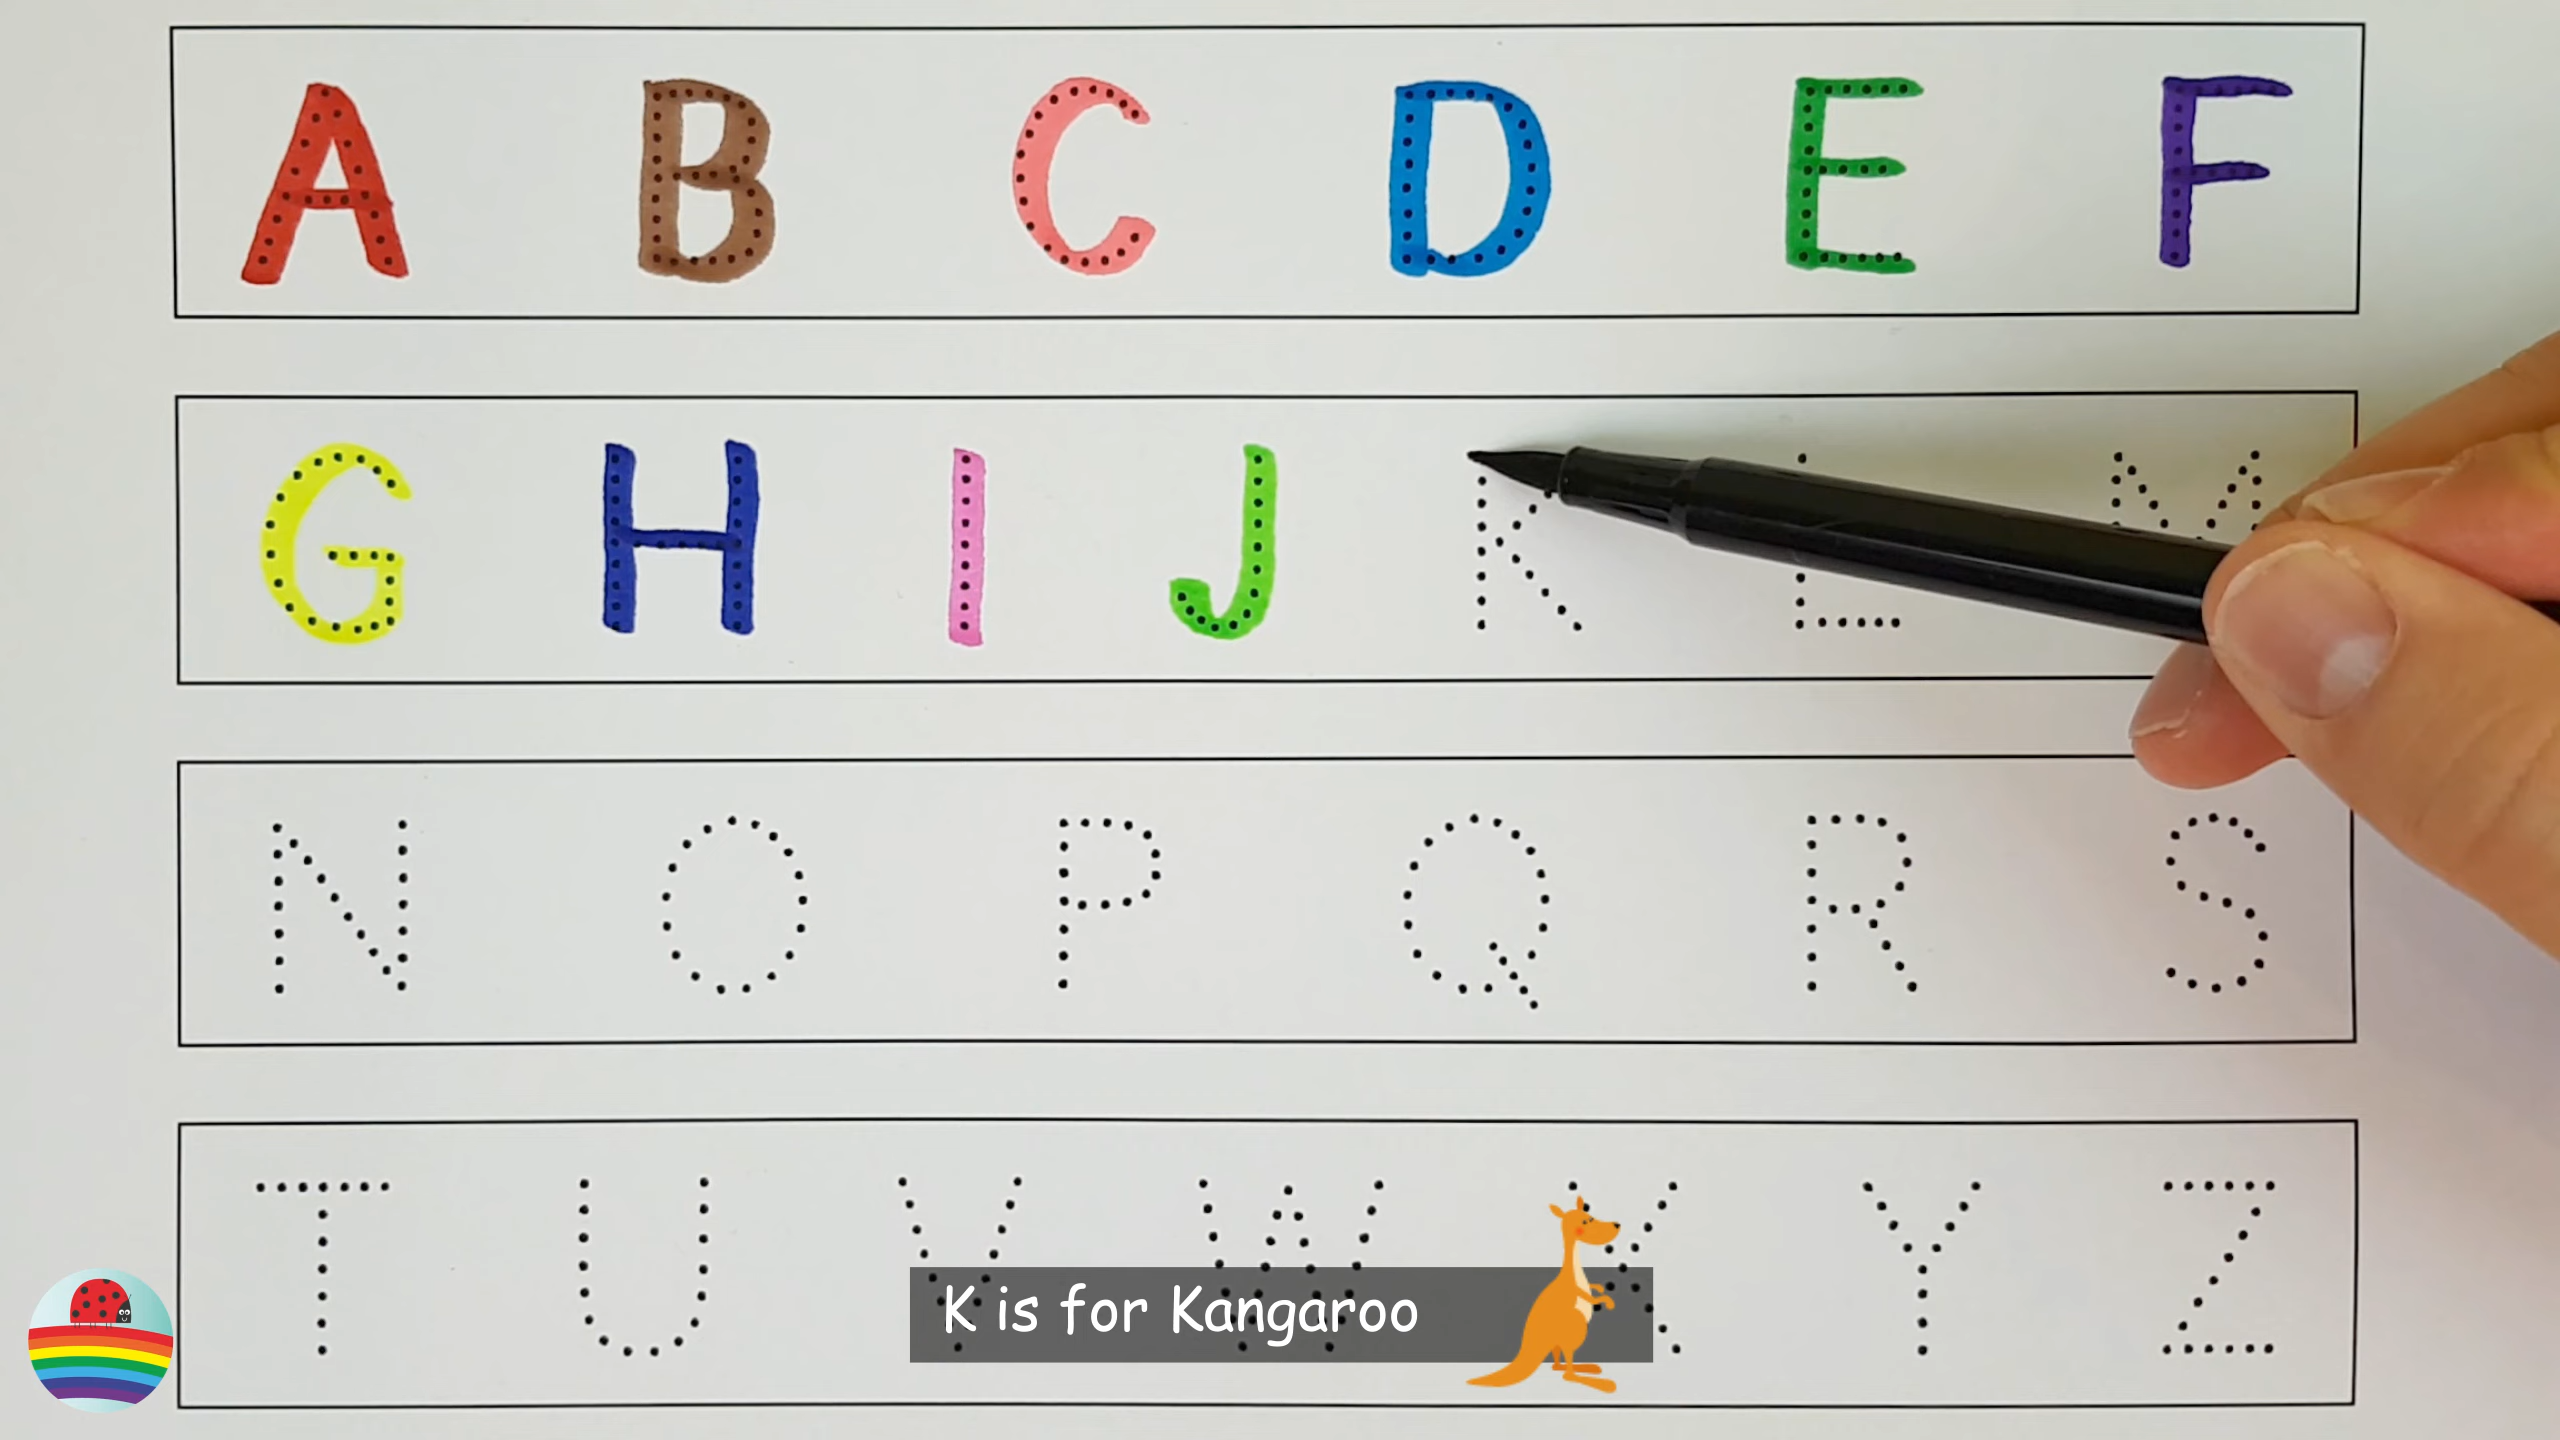 A B C D E F
G H I J K L M
N O P Q R S
T U V W X Y Z
K is for Kangaroo